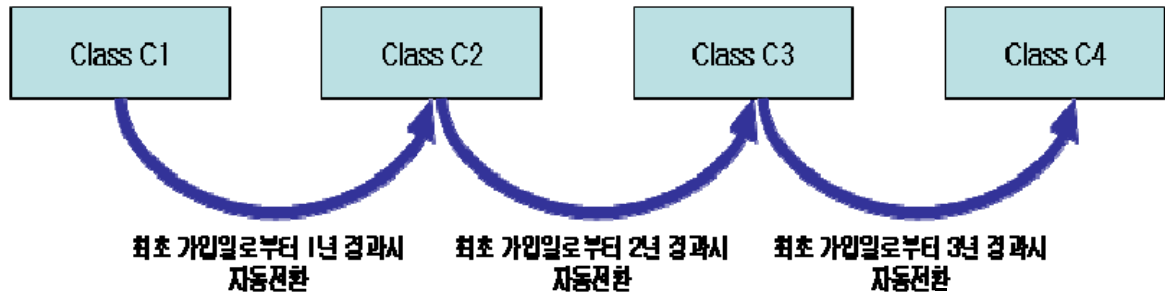 Class C1
Class C2
Class C3
Class C4
최초 가입일로부터 1년 경과시
자동전환
최초 가입일로부터 2년 경과시
자동전환
최초 가입일로부터 3년 경과시
자동전환